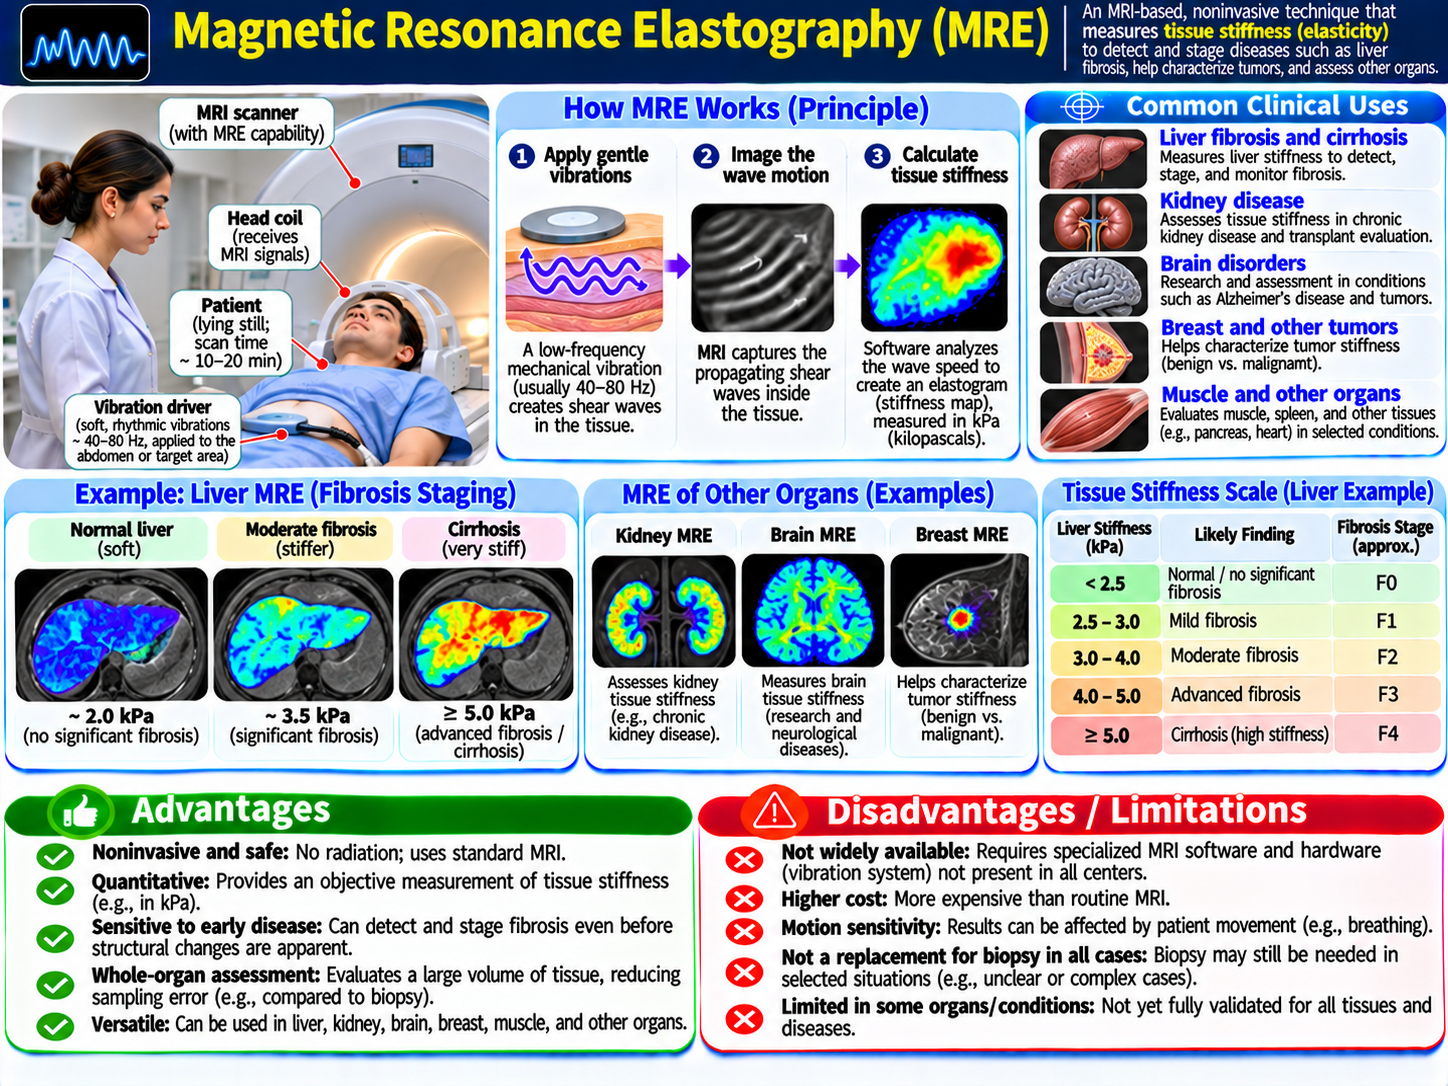 Magnetic Resonance Elastography (MRE)
An MRI-based, noninvasive technique that
measures tissue stiffness (elasticity)
to detect and stage diseases such as liver
fibrosis, help characterize tumors, and assess other organs.
MRI scanner
(with MRE capability)
Head coil
(receives
MRI signals)
Patient
(lying still;
scan time
~ 10–20 min)
Vibration driver
(soft, rhythmic vibrations
~ 40–80 Hz, applied to the
abdomen or target area)
How MRE Works (Principle)
1 Apply gentle
vibrations
A low-frequency
mechanical vibration
(usually 40–80 Hz)
creates shear waves
in the tissue.
2 Image the
wave motion
MRI captures the
propagating shear
waves inside
the tissue.
3 Calculate
tissue stiffness
Software analyzes
the wave speed to
create an elastogram
(stiffness map),
measured in kPa
(kilopascals).
Common Clinical Uses
Liver fibrosis and cirrhosis
Measures liver stiffness to detect,
stage, and monitor fibrosis.
Kidney disease
Assesses tissue stiffness in chronic
kidney disease and transplant evaluation.
Brain disorders
Research and assessment in conditions
such as Alzheimer's disease and tumors.
Breast and other tumors
Helps characterize tumor stiffness
(benign vs. malignant).
Muscle and other organs
Evaluates muscle, spleen, and other tissues
(e.g., pancreas, heart) in selected conditions.
Example: Liver MRE (Fibrosis Staging)
Normal liver
(soft)
~ 2.0 kPa
(no significant fibrosis)
Moderate fibrosis
(stiffer)
~ 3.5 kPa
(significant fibrosis)
Cirrhosis
(very stiff)
≥ 5.0 kPa
(advanced fibrosis /
cirrhosis)
MRE of Other Organs (Examples)
Kidney MRE
Assesses kidney
tissue stiffness
(e.g., chronic
kidney disease).
Brain MRE
Measures brain
tissue stiffness
(research and
neurological
diseases).
Breast MRE
Helps characterize
tumor stiffness
(benign vs.
malignant).
Tissue Stiffness Scale (Liver Example)
Liver Stiffness
(kPa)
Likely Finding
Fibrosis Stage
(approx.)
< 2.5
Normal / no significant
fibrosis
F0
2.5 – 3.0
Mild fibrosis
F1
3.0 – 4.0
Moderate fibrosis
F2
4.0 – 5.0
Advanced fibrosis
F3
≥ 5.0
Cirrhosis (high stiffness)
F4
Advantages
Noninvasive and safe: No radiation; uses standard MRI.
Quantitative: Provides an objective measurement of tissue stiffness
(e.g., in kPa).
Sensitive to early disease: Can detect and stage fibrosis even before
structural changes are apparent.
Whole-organ assessment: Evaluates a large volume of tissue, reducing
sampling error (e.g., compared to biopsy).
Versatile: Can be used in liver, kidney, brain, breast, muscle, and other organs.
Disadvantages / Limitations
Not widely available: Requires specialized MRI software and hardware
(vibration system) not present in all centers.
Higher cost: More expensive than routine MRI.
Motion sensitivity: Results can be affected by patient movement (e.g., breathing).
Not a replacement for biopsy in all cases: Biopsy may still be needed in
selected situations (e.g., unclear or complex cases).
Limited in some organs/conditions: Not yet fully validated for all tissues and
diseases.